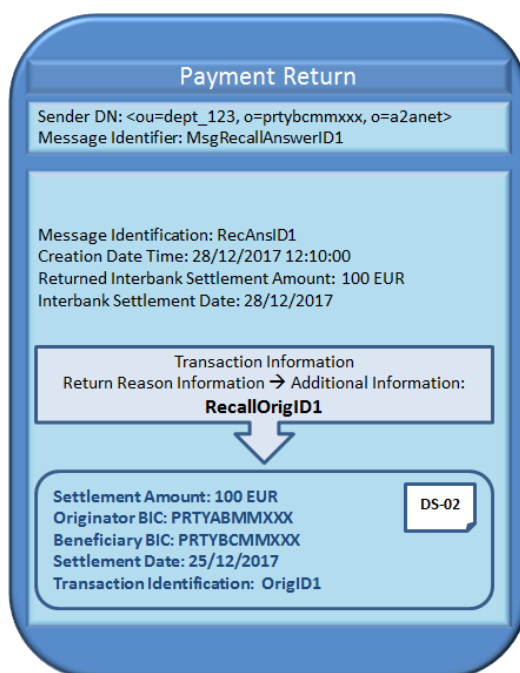 Payment Return
Sender DN: <ou=dept_123, o=prtybcmmxxx, o=a2anet>
Message Identifier: MsgRecallAnswerID1
Message Identification: RecAnsID1
Creation Date Time: 28/12/2017 12:10:00
Returned Interbank Settlement Amount: 100 EUR
Interbank Settlement Date: 28/12/2017
Transaction Information
Return Reason Information → Additional Information:
RecallOrigID1
Settlement Amount: 100 EUR
DS-02
Originator BIC: PRTYABMMXXX
Beneficiary BIC: PRTYBCMMXXX
Settlement Date: 25/12/2017
Transaction Identification: OrigID1